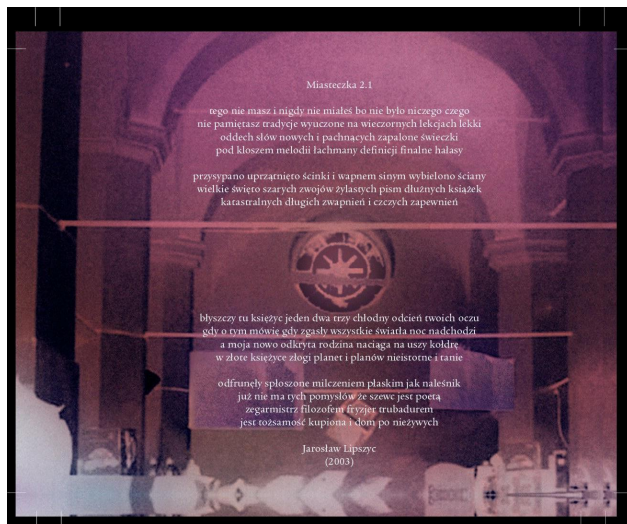 Miasteczka 2.1
tego nie masz i nigdy nie miałeś bo nie było niczego czego
nie pamiętasz tradycje wyuczone na wieczornych lekcjach lekki
oddech słów nowych i pachnących zapalone świeczki
pod kloszem melodii łachmany definicji finalne hałasy
przysypano uprzątnięto ścinki i wapnem sinym wybielono ściany
wielkie święto szarych zwojów żylastych pism dłużnych książek
katastralnych długich zwapnień i czczych zapewnień
błyszczy tu księżyc jeden dwa trzy chłodny odcień twoich oczu
gdy o tym mówię gdy zgasły wszystkie światła noc nadchodzi
a moja nowo odkryta rodzina naciąga na uszy kołdrę
w złote księżyce złogi planet i planów nieistotne i tanie
odfrunęły spłoszone milczeniem płaskim jak naleśnik
już nie ma tych pomysłów że szewc jest poetą
zegarmistrz filozofem fryzjer trubadurem
jest tożsamość kupiona i dom po nieżywych
Jarosław Lipszyc
(2003)